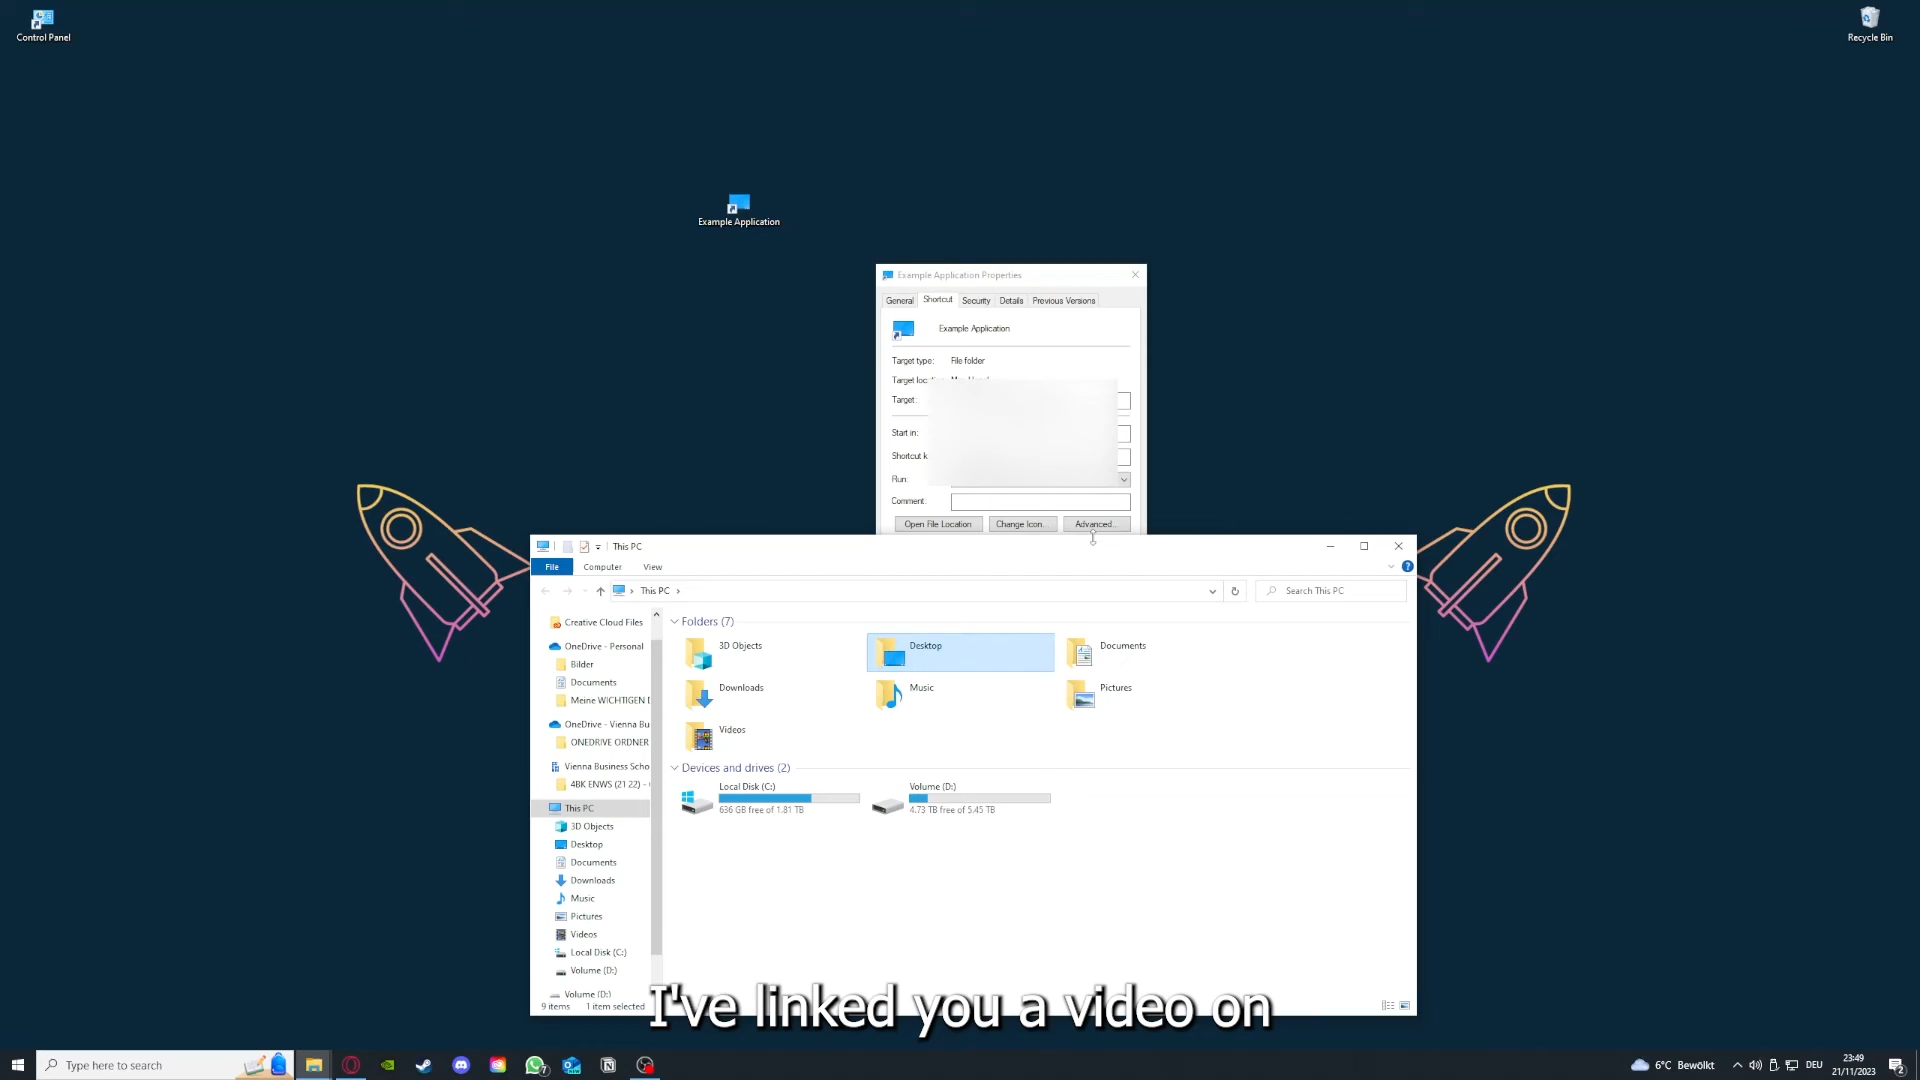 Control Panel
Recycle Bin
Example Application
Example Application Properties
General
Shortcut
Security
Details
Previous Versions
Example Application
Target type:
File folder
Target
Target:
Start in:
Shortcut
Run:
Comment:
Open File Location
Change Icon...
Advanced...
This PC
File
Computer
View
This PC
Search This PC
Creative Cloud Files
OneDrive - Personal
Bilder
Documents
Meine WICHTIGEN
OneDrive - Vienna Bu
ONEDRIVE ORDNER
Vienna Business Scho
4BK ENWS (21 22) -
This PC
3D Objects
Desktop
Documents
Downloads
Music
Pictures
Videos
Local Disk (C:)
Volume (D:)
Volume (D:)
Folders (7)
3D Objects
Desktop
Documents
Downloads
Music
Pictures
Videos
Devices and drives (2)
Local Disk (C:)
636 GB free of 1.81 TB
Volume (D:)
4.73 TB free of 5.45 TB
9 items
1 item selected
I've linked you a video on
Type here to search
7
6°C Bewölkt
DEU
23:49
21/11/2023
2